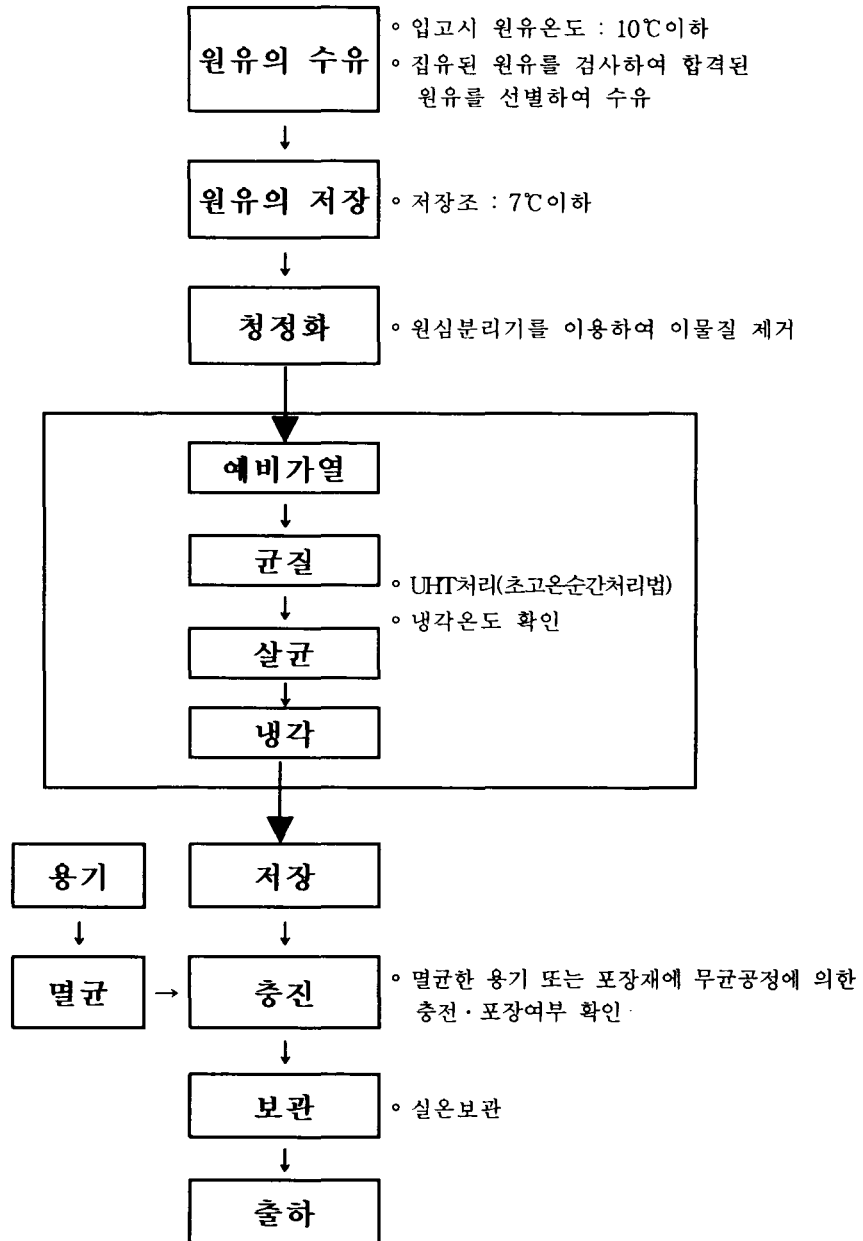 원유의 수유
∘ 입고시 원유온도 : 10℃이하
∘ 집유된 원유를 검사하여 합격된
원유를 선별하여 수유
↓
원유의 저장
∘ 저장조 : 7℃이하
↓
청정화
∘ 원심분리기를 이용하여 이물질 제거
예비가열
↓
균질
∘ UHT처리(초고온순간처리법)
↓
∘ 냉각온도 확인
살균
↓
냉각
용기
저장
↓
↓
멸균
→
충진
∘ 멸균한 용기 또는 포장재에 무균공정에 의한
충전·포장여부 확인
↓
보관
∘ 실온보관
↓
출하